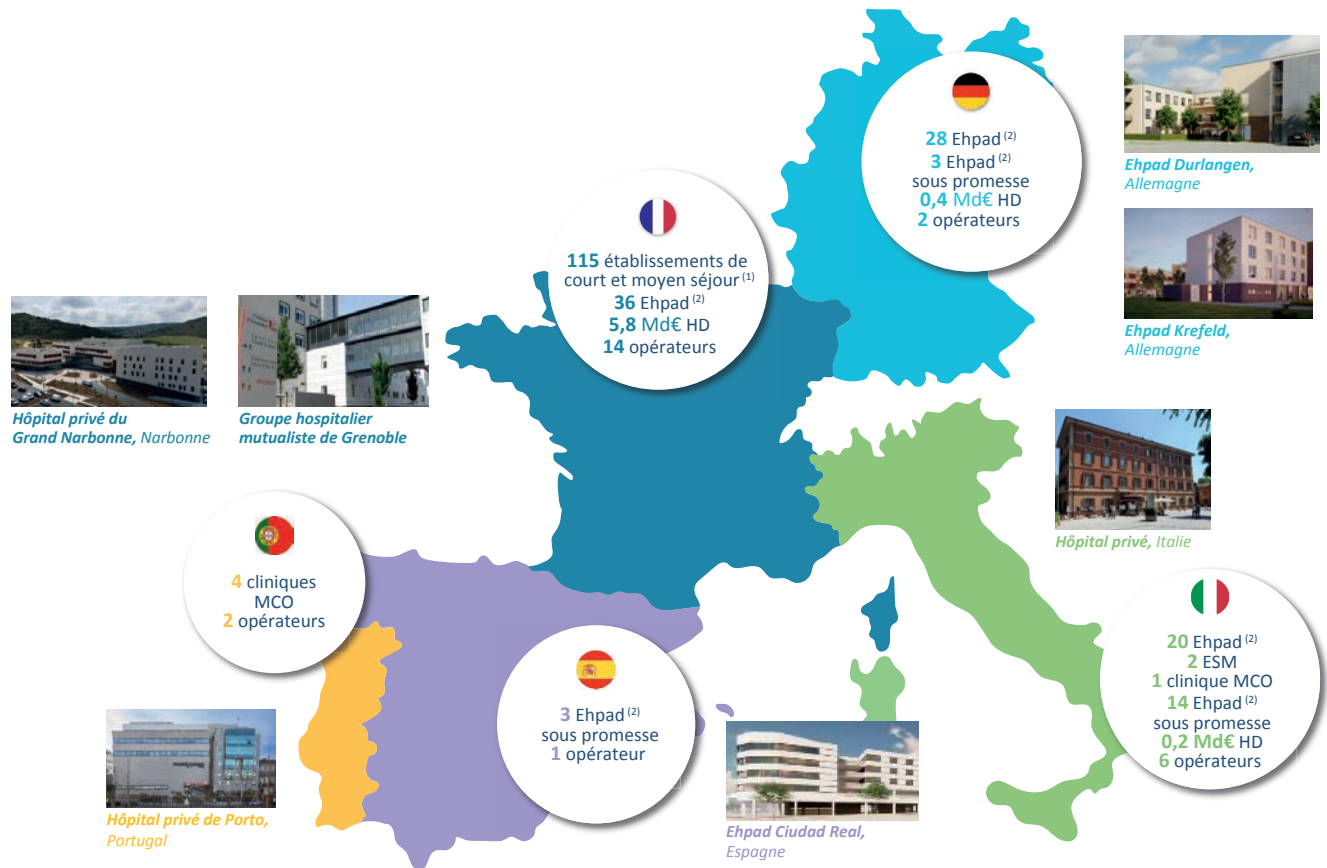 28 Ehpad (2)
3 Ehpad (2)
sous promesse
0,4 Md€ HD
2 opérateurs
Ehpad Durlangen,
Allemagne
115 établissements de
court et moyen séjour (1)
36 Ehpad (2)
5,8 Md€ HD
14 opérateurs
Ehpad Krefeld,
Allemagne
Hôpital privé du
Grand Narbonne, Narbonne
Groupe hospitalier
mutualiste de Grenoble
Hôpital privé, Italie
4 cliniques
MCO
2 opérateurs
20 Ehpad (2)
2 ESM
1 clinique MCO
14 Ehpad (2)
sous promesse
0,2 Md€ HD
6 opérateurs
3 Ehpad (2)
sous promesse
1 opérateur
Hôpital privé de Porto,
Portugal
Ehpad Ciudad Real,
Espagne